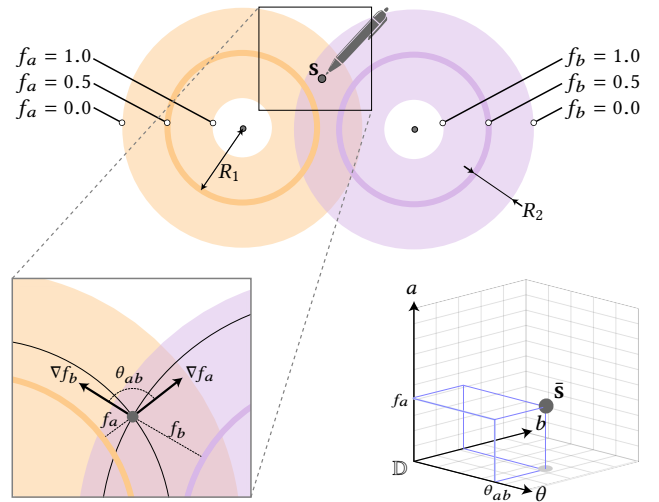 f_a = 1.0
f_a = 0.5
f_a = 0.0
s
f_b = 1.0
f_b = 0.5
f_b = 0.0
R_1
R_2
∇f_b
θ_ab
∇f_a
f_a
f_b
a
f_a
s̄
b
𝔻
θ_ab
θ